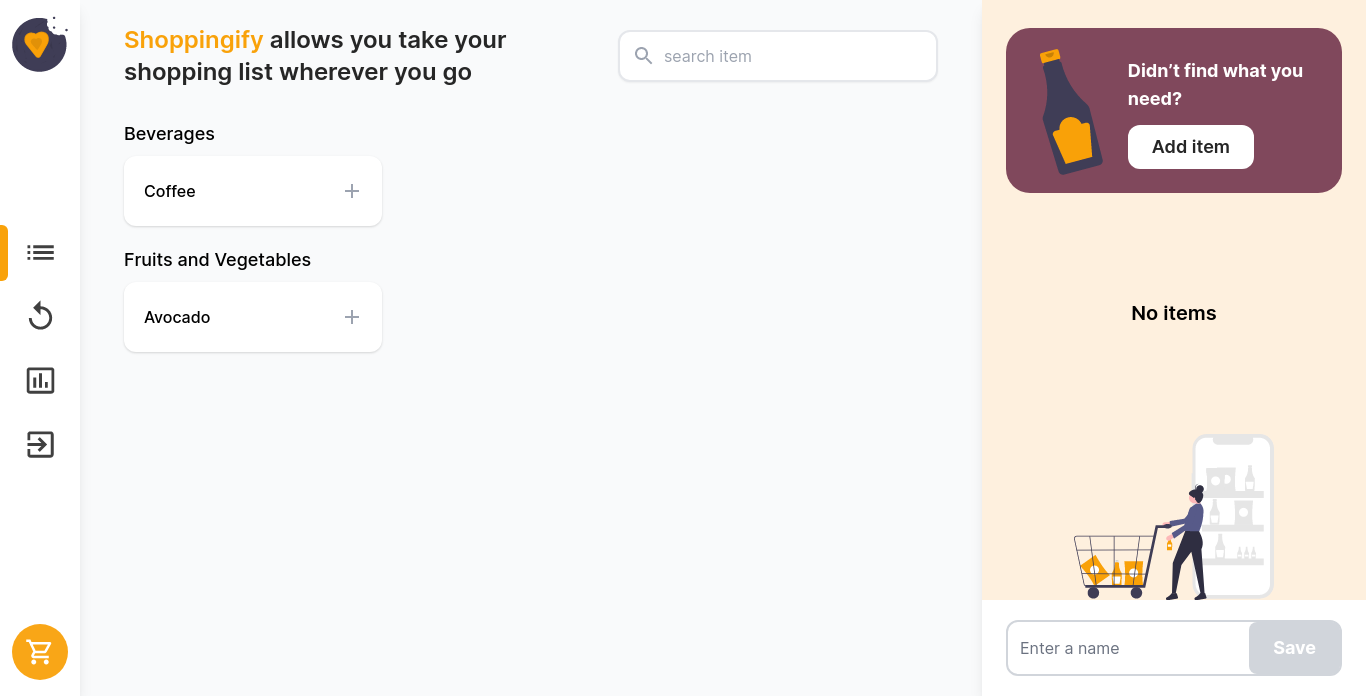 Shoppingify allows you take your
shopping list wherever you go
search item
Beverages
Coffee
Fruits and Vegetables
Avocado
Didn’t find what you
need?
Add item
No items
Enter a name
Save